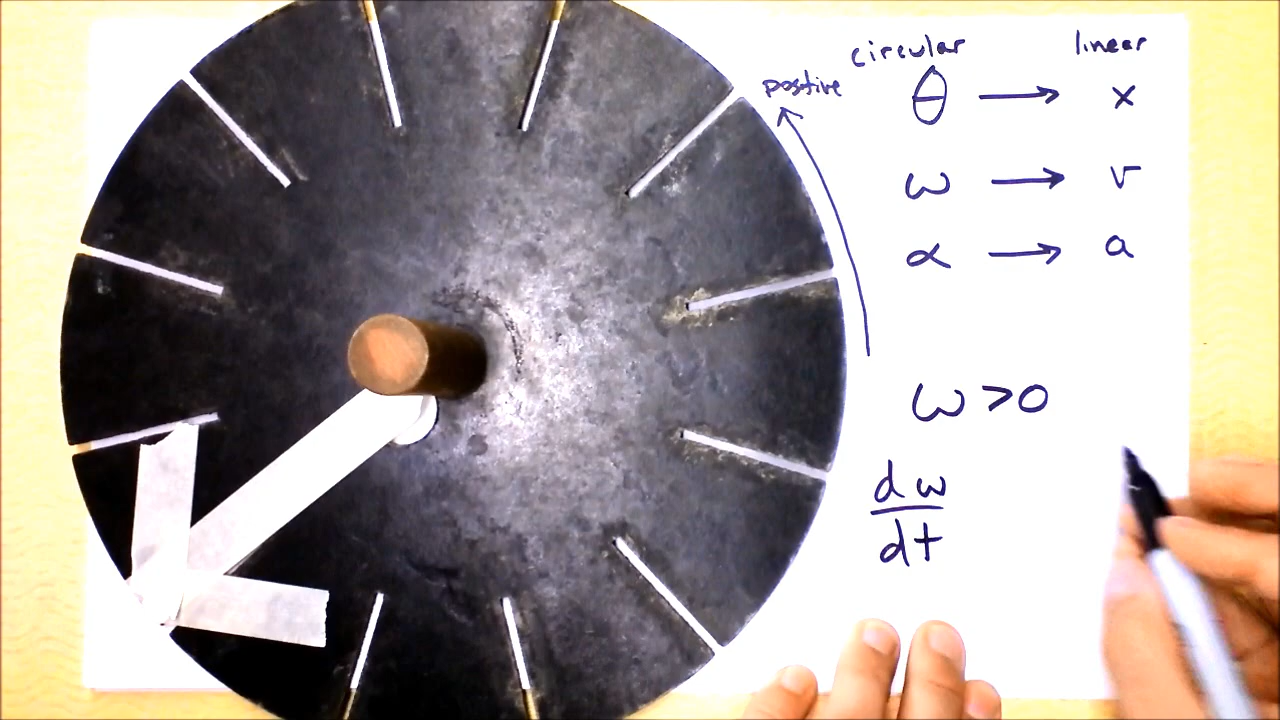 circular linear
positive
θ → x
ω → v
α → a
ω > 0
dω
dt